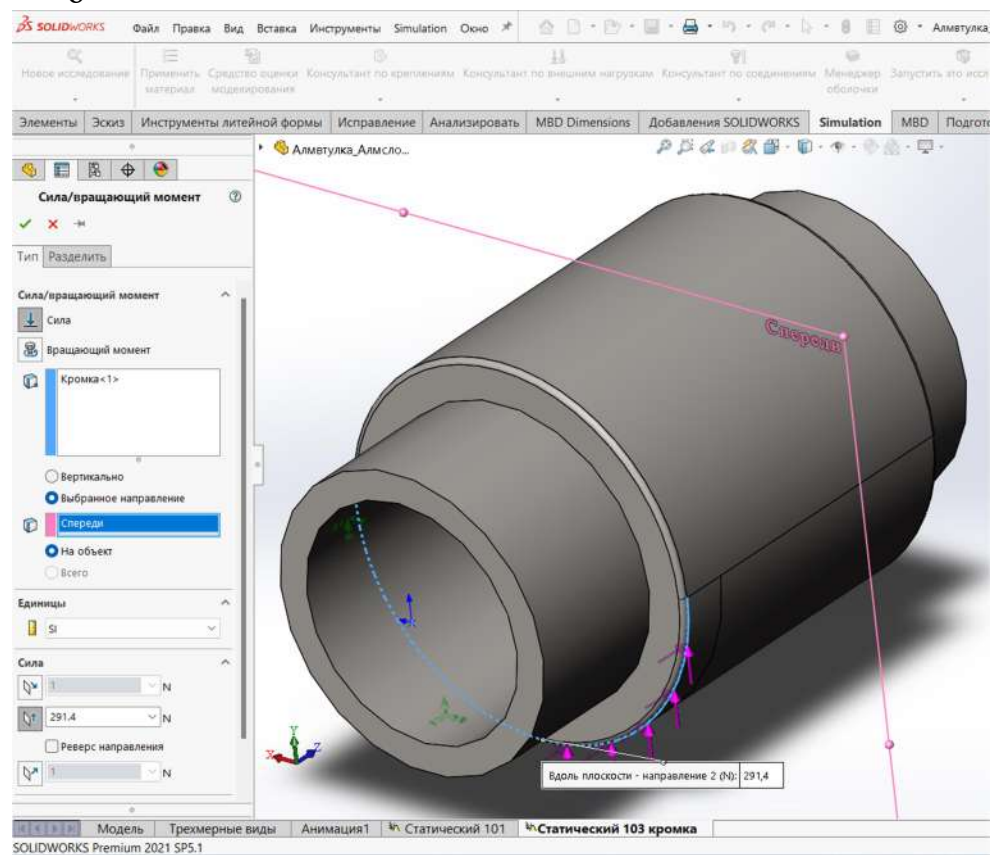 SOLIDWORKS Файл Правка Вид Вставка Инструменты Simulation Окно Алметулка_
Новое исследование Применить материал Средство оценки моделирования Консультант по креплениям Консультант по внешним нагрузкам Консультант по соединениям Менеджер оболочки Запустить это иссл
Элементы Эскиз Инструменты литейной формы Исправление Анализировать MBD Dimensions Добавления SOLIDWORKS Simulation MBD Подгото
Алметулка_Алмсло...
Сила/вращающий момент
Тип Разделить
Сила/вращающий момент
Сила
Вращающий момент
Кромка<1>
Вертикально
Выбранное направление
Спереди
На объект
Всего
Единицы
SI
Сила
1 N
291.4 N
Реверс направления
1 N
Спереди
Y
X
Z
Вдоль плоскости - направление 2 (N): 291,4
Модель Трехмерные виды Анимация1 Статический 101 Статический 103 кромка
SOLIDWORKS Premium 2021 SP5.1